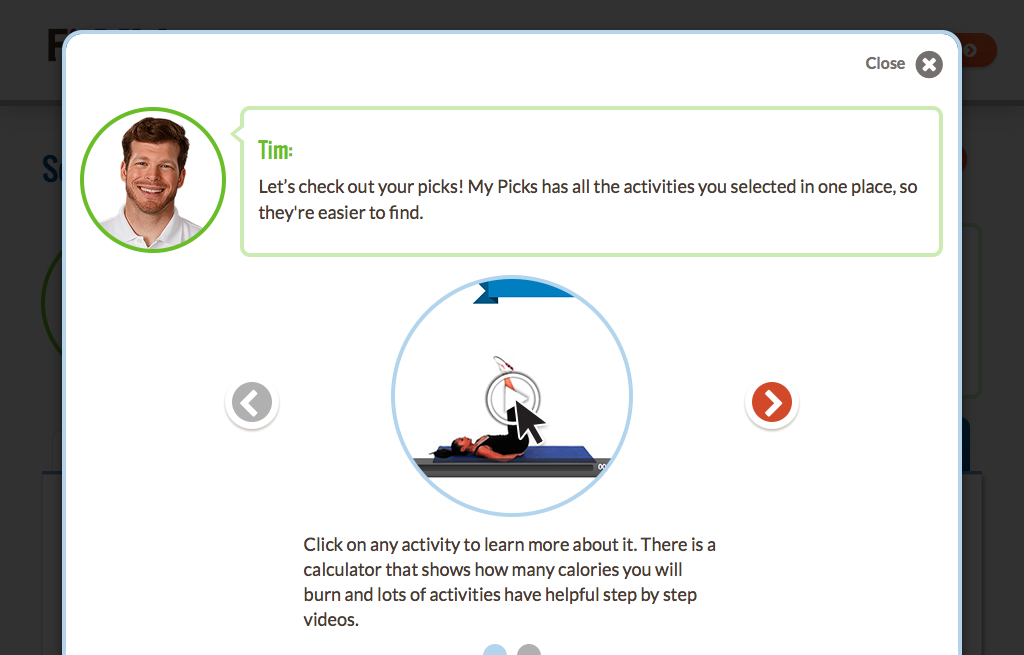 Close
Tim:
Let's check out your picks! My Picks has all the activities you selected in one place, so
they're easier to find.
Click on any activity to learn more about it. There is a
calculator that shows how many calories you will
burn and lots of activities have helpful step by step
videos.